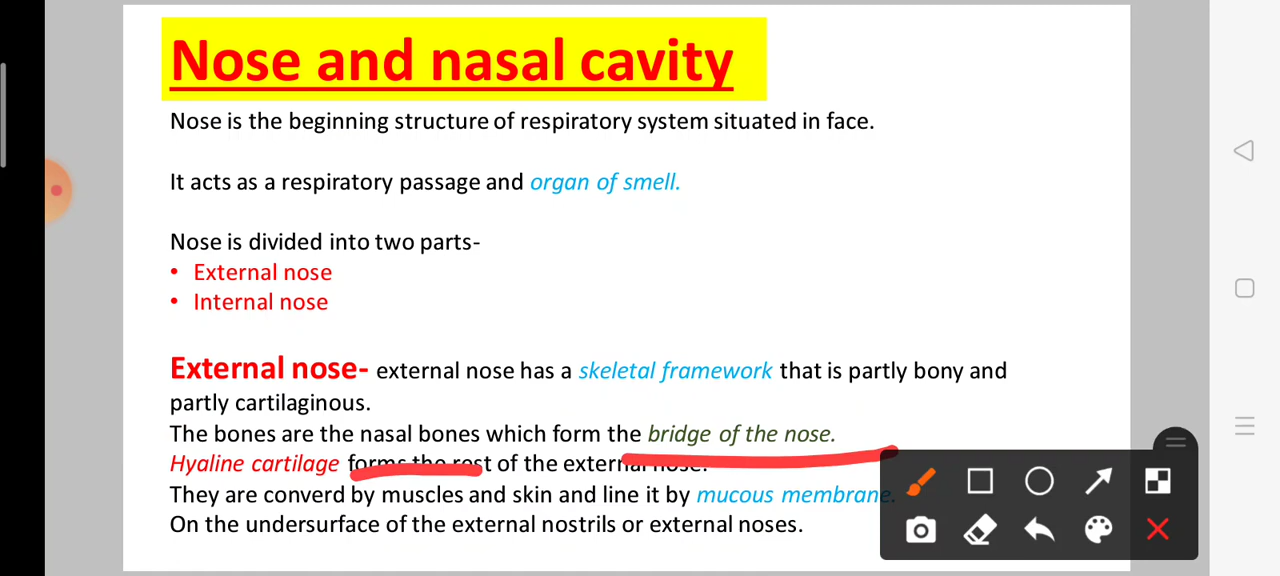 Nose and nasal cavity
Nose is the beginning structure of respiratory system situated in face.
It acts as a respiratory passage and organ of smell.
Nose is divided into two parts-
• External nose
• Internal nose
External nose- external nose has a skeletal framework that is partly bony and
partly cartilaginous.
The bones are the nasal bones which form the bridge of the nose.
Hyaline cartilage forms the rest of the external nose.
They are converd by muscles and skin and line it by mucous membrane.
On the undersurface of the external nostrils or external noses.